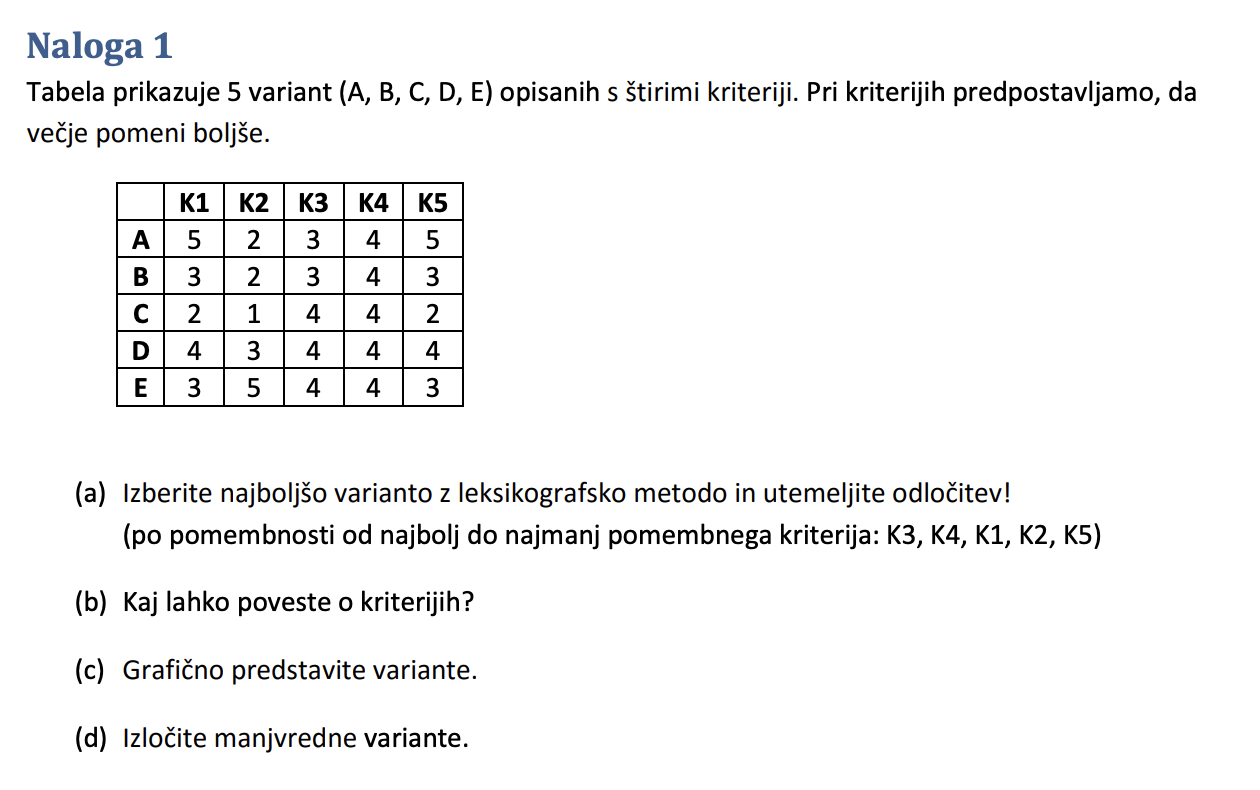 Naloga 1
Tabela prikazuje 5 variant (A, B, C, D, E) opisanih s štirimi kriteriji. Pri kriterijih predpostavljamo, da
večje pomeni boljše.
K1 K2 K3 K4 K5
A 5 2 3 4 5
B 3 2 3 4 3
C 2 1 4 4 2
D 4 3 4 4 4
E 3 5 4 4 3
(a) Izberite najboljšo varianto z leksikografsko metodo in utemeljite odločitev!
(po pomembnosti od najbolj do najmanj pomembnega kriterija: K3, K4, K1, K2, K5)
(b) Kaj lahko poveste o kriterijih?
(c) Grafično predstavite variante.
(d) Izločite manjvredne variante.